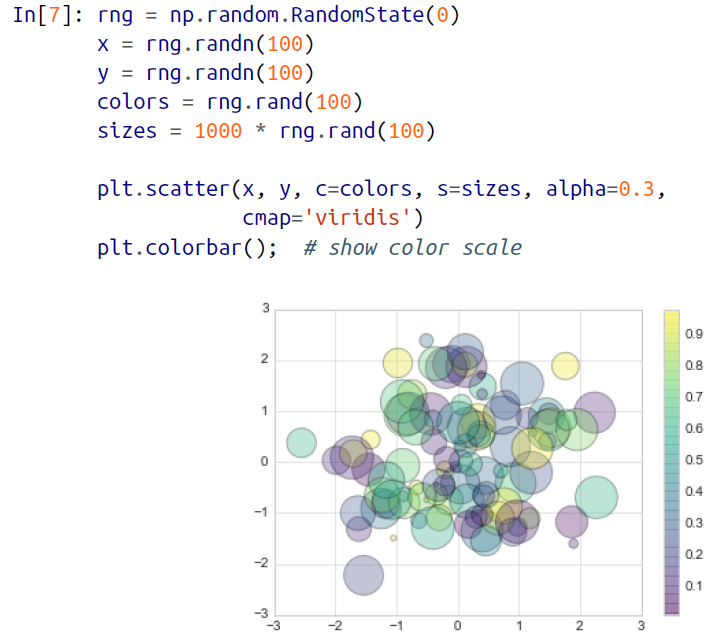 In[7]: rng = np.random.RandomState(0)
x = rng.randn(100)
y = rng.randn(100)
colors = rng.rand(100)
sizes = 1000 * rng.rand(100)
plt.scatter(x, y, c=colors, s=sizes, alpha=0.3,
cmap='viridis')
plt.colorbar();  # show color scale
3
2
1
0
−1
−2
−3
−3 −2 −1 0 1 2 3
0.9
0.8
0.7
0.6
0.5
0.4
0.3
0.2
0.1